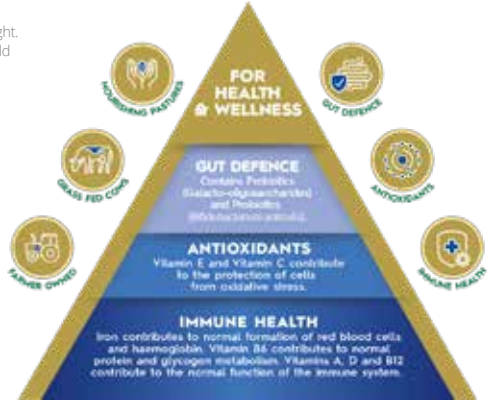 ght.
ld
FOR
HEALTH
& WELLNESS
NOURISHING PASTURES
GUT DEFENCE
GRASS FED COWS
ANTIOXIDANTS
FARMER OWNED
IMMUNE HEALTH
GUT DEFENCE
Contains Prebiotics
(Galacto-oligosaccharides)
and Probiotics
ANTIOXIDANTS
Vitamin E and Vitamin C contribute
to the protection of cells
from oxidative stress.
IMMUNE HEALTH
Iron contributes to normal formation of red blood cells
and haemoglobin. Vitamin B6 contributes to normal
protein and glycogen metabolism. Vitamins A, D and B12
contribute to the normal function of the immune system.